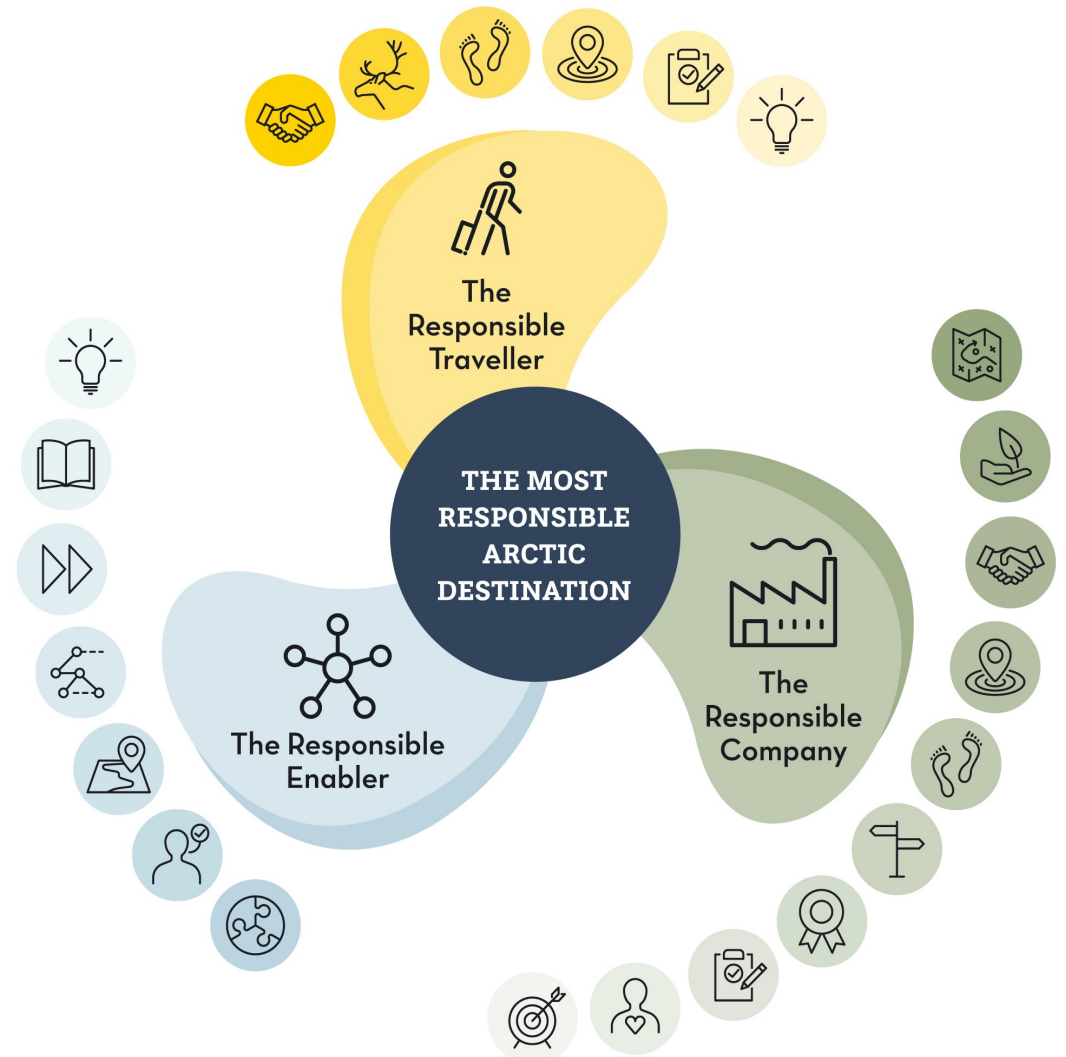 The
Responsible
Traveller
THE MOST
RESPONSIBLE
ARCTIC
DESTINATION
The Responsible
Enabler
The
Responsible
Company